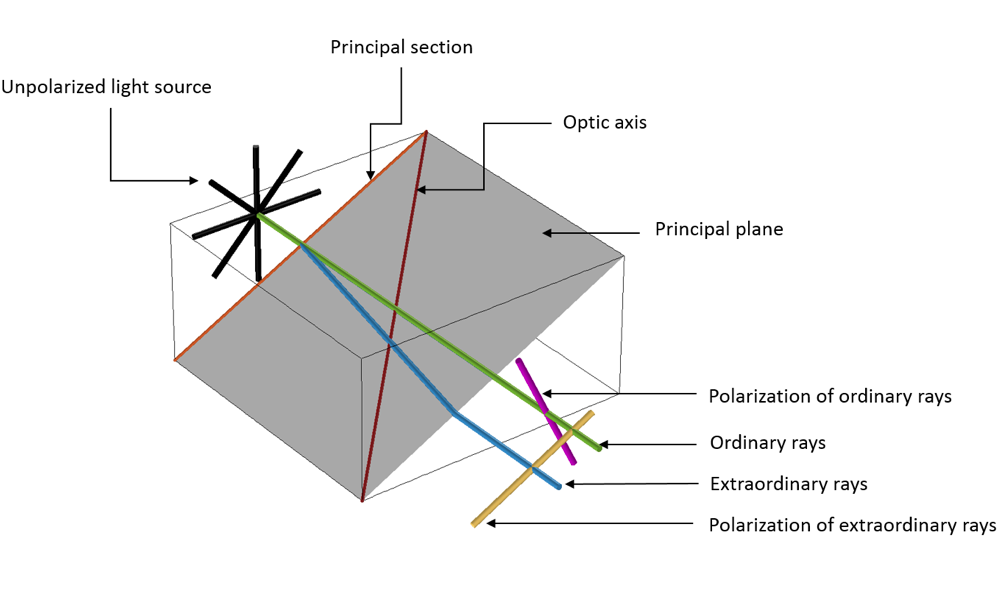 Principal section
Unpolarized light source
Optic axis
Principal plane
Polarization of ordinary rays
Ordinary rays
Extraordinary rays
Polarization of extraordinary rays